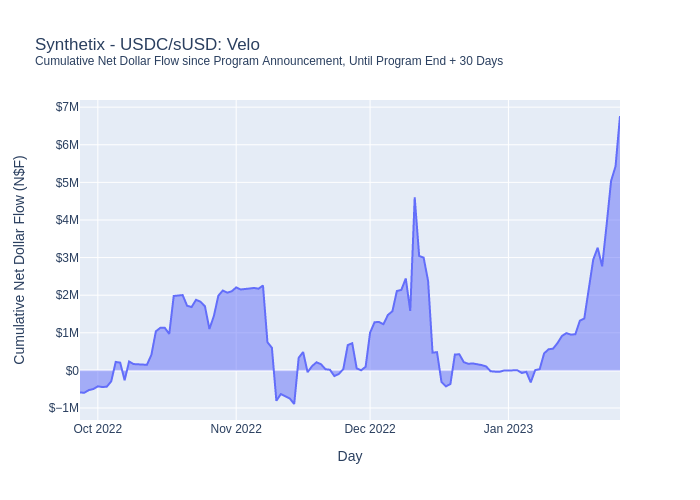 Synthetix - USDC/sUSD: Velo
Cumulative Net Dollar Flow since Program Announcement, Until Program End + 30 Days
Cumulative Net Dollar Flow (N$F)
$7M
$6M
$5M
$4M
$3M
$2M
$1M
$0
$−1M
Oct 2022
Nov 2022
Dec 2022
Jan 2023
Day